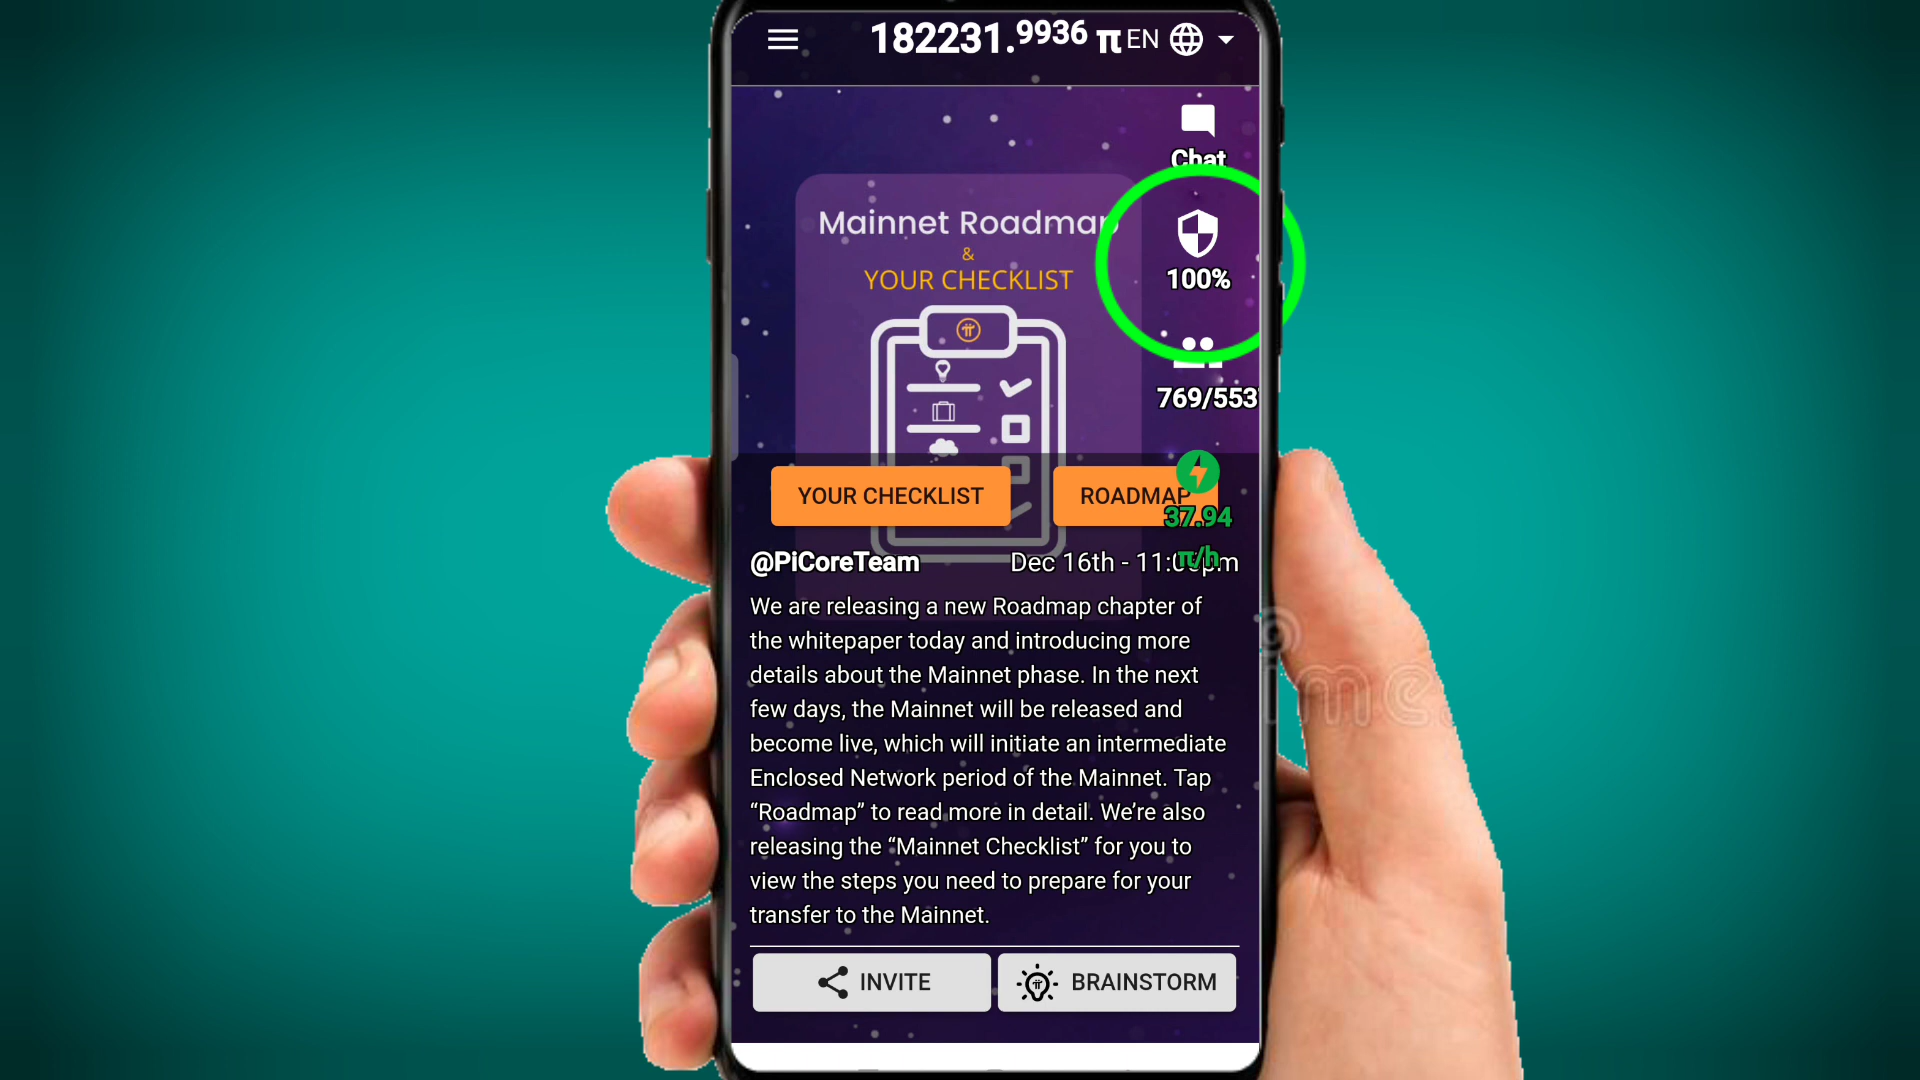 182231.9936 π EN
Chat
Mainnet Roadmap
&
YOUR CHECKLIST
100%
769/553
YOUR CHECKLIST
ROADMAP
37.94
π/h
@PiCoreTeam Dec 16th - 11:00pm
We are releasing a new Roadmap chapter of
the whitepaper today and introducing more
details about the Mainnet phase. In the next
few days, the Mainnet will be released and
become live, which will initiate an intermediate
Enclosed Network period of the Mainnet. Tap
“Roadmap” to read more in detail. We’re also
releasing the “Mainnet Checklist” for you to
view the steps you need to prepare for your
transfer to the Mainnet.
INVITE
BRAINSTORM